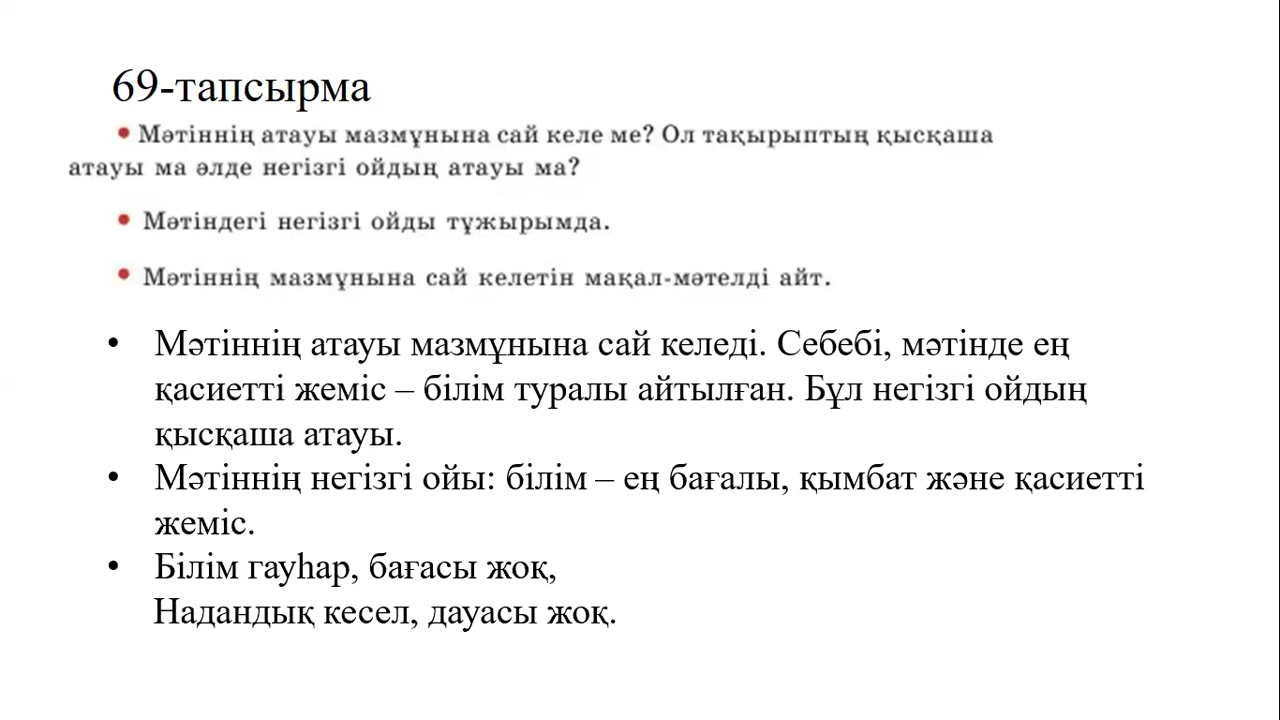 69-тапсырма
• Мәтіннің атауы мазмұнына сай келе ме? Ол тақырыптың қысқаша
атауы ма әлде негізгі ойдың атауы ма?
• Мәтіндегі негізгі ойды тұжырымда.
• Мәтіннің мазмұнына сай келетін мақал-мәтелді айт.
• Мәтіннің атауы мазмұнына сай келеді. Себебі, мәтінде ең
қасиетті жеміс – білім туралы айтылған. Бұл негізгі ойдың
қысқаша атауы.
• Мәтіннің негізгі ойы: білім – ең бағалы, қымбат және қасиетті
жеміс.
• Білім гауһар, бағасы жоқ,
Надандық кесел, дауасы жоқ.